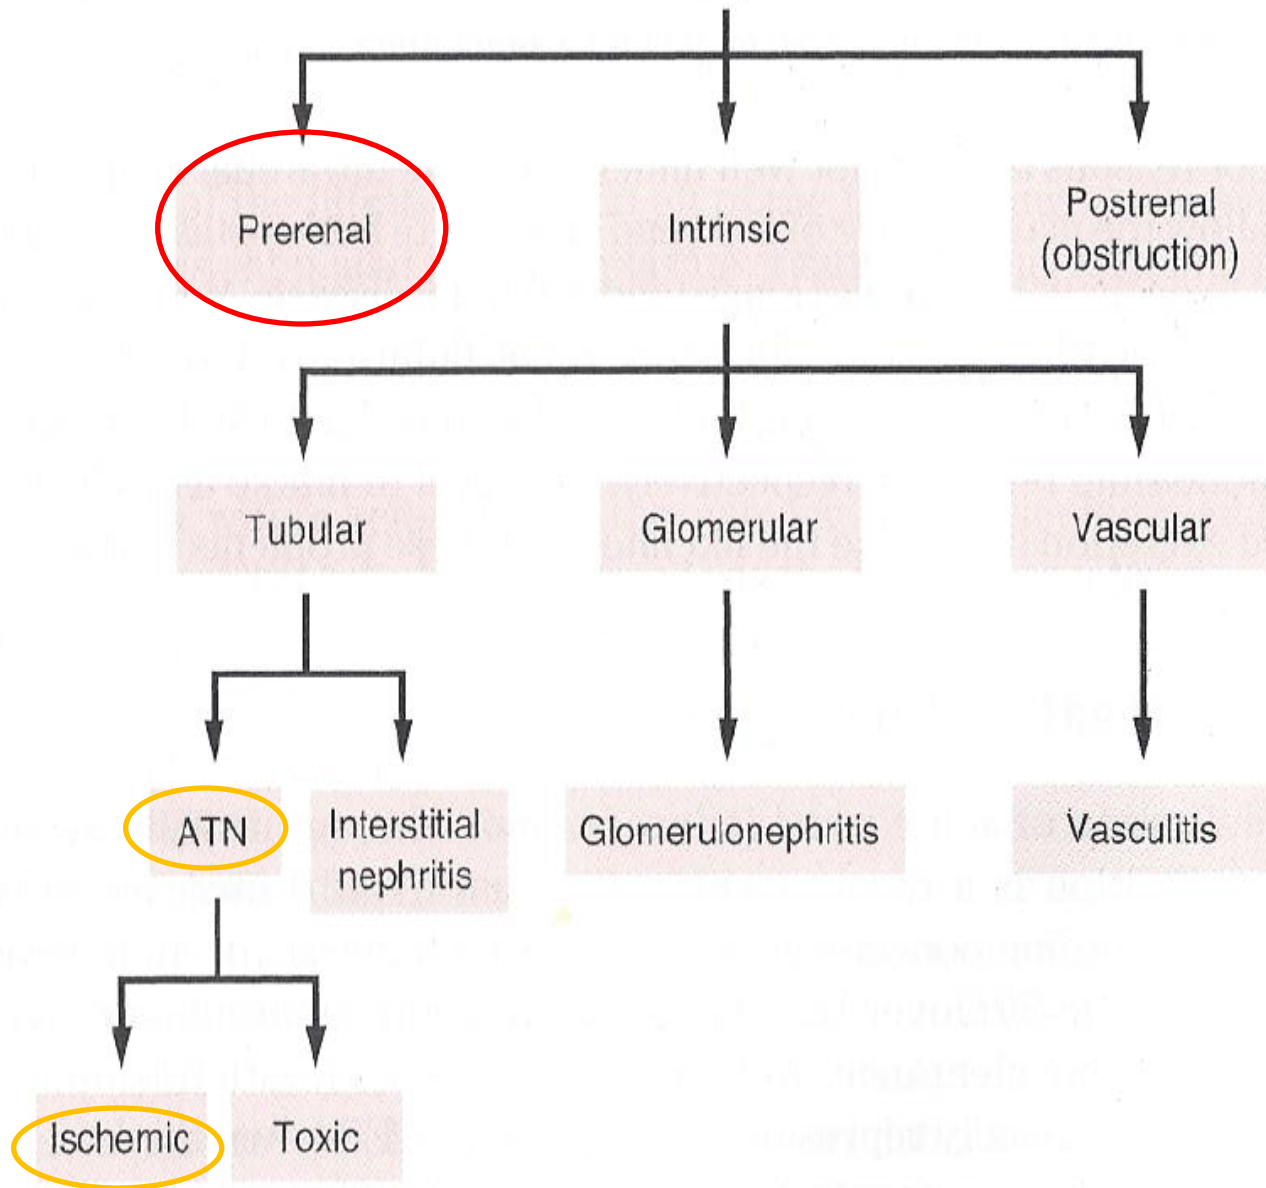 Prerenal
Intrinsic
Postrenal
(obstruction)
Tubular
Glomerular
Vascular
ATN
Interstitial
nephritis
Glomerulonephritis
Vasculitis
Ischemic
Toxic